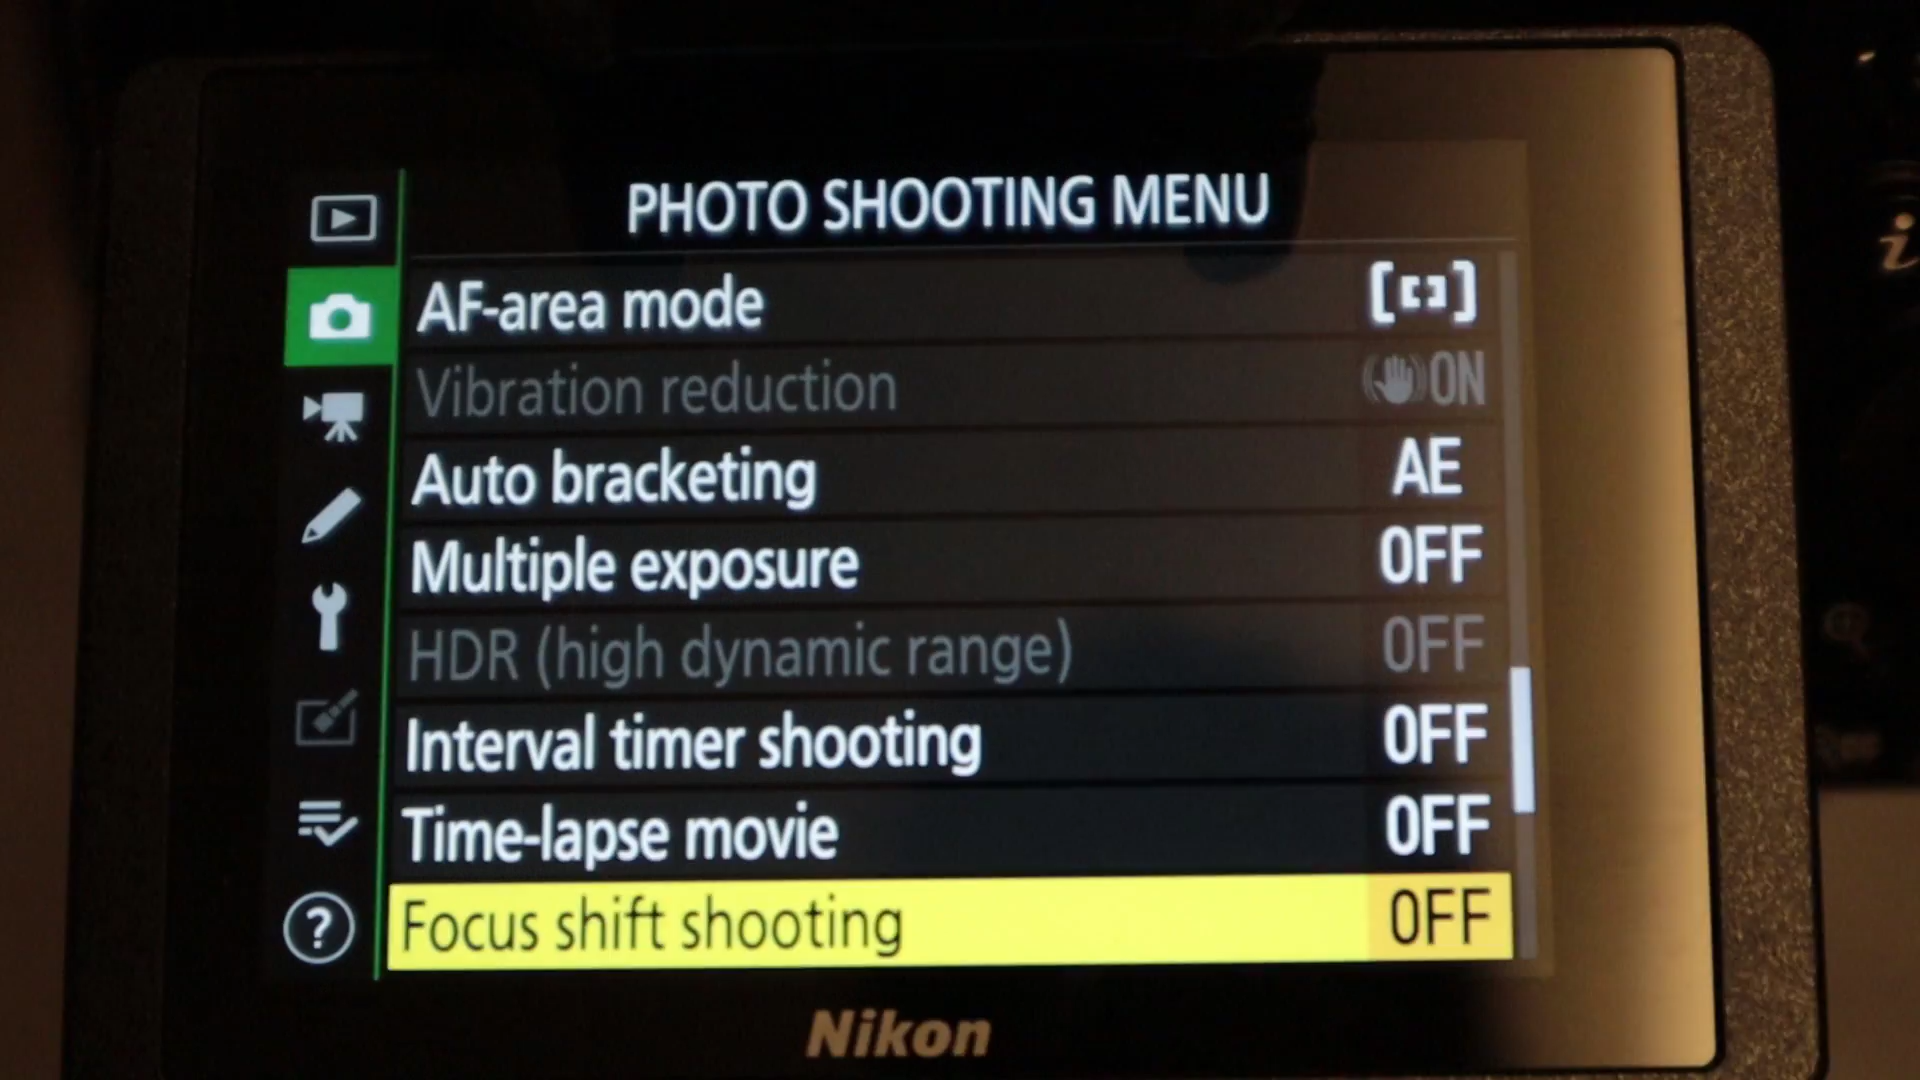 PHOTO SHOOTING MENU
AF-area mode
Vibration reduction ON
Auto bracketing AE
Multiple exposure OFF
HDR (high dynamic range) OFF
Interval timer shooting OFF
Time-lapse movie OFF
Focus shift shooting OFF
?
Nikon
i